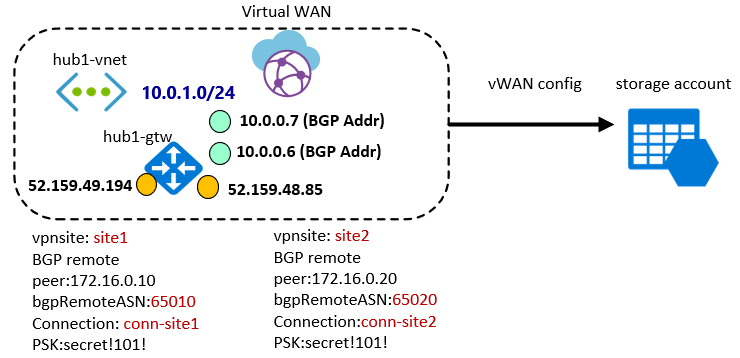 Virtual WAN
hub1-vnet
10.0.1.0/24
vWAN config
storage account
10.0.0.7 (BGP Addr)
hub1-gtw
10.0.0.6 (BGP Addr)
52.159.49.194
52.159.48.85
vpnsite: site1
BGP remote
peer:172.16.0.10
bgpRemoteASN:65010
Connection: conn-site1
PSK:secret!101!
vpnsite: site2
BGP remote
peer:172.16.0.20
bgpRemoteASN:65020
Connection:conn-site2
PSK:secret!101!